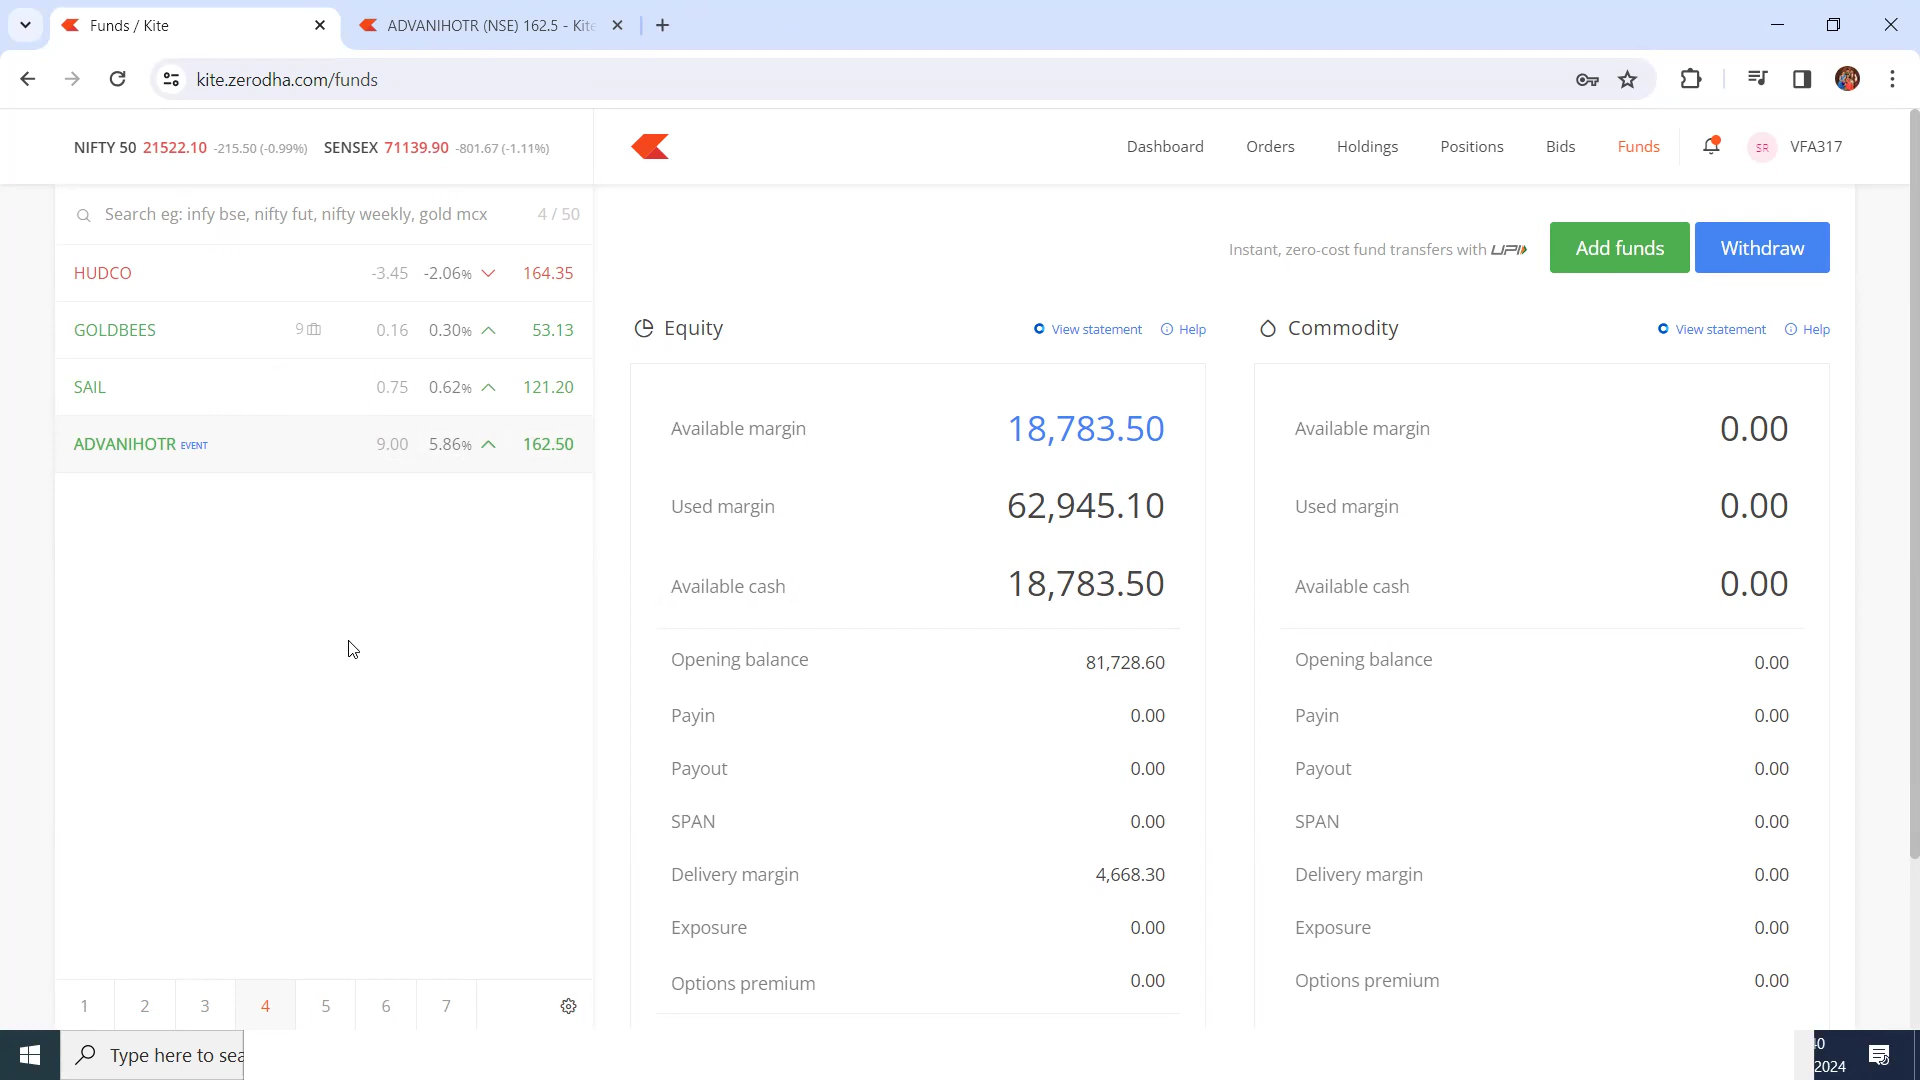 Funds / Kite
ADVANIHOTR (NSE) 162.5 - Kite
kite.zerodha.com/funds
NIFTY 50 21522.10 -215.50 (-0.99%) SENSEX 71139.90 -801.67 (-1.11%)
Dashboard Orders Holdings Positions Bids Funds SR VFA317
Search eg: infy bse, nifty fut, nifty weekly, gold mcx 4 / 50
HUDCO -3.45 -2.06% 164.35
GOLDBEES 9 0.16 0.30% 53.13
SAIL 0.75 0.62% 121.20
ADVANIHOTR EVENT 9.00 5.86% 162.50
1 2 3 4 5 6 7
Instant, zero-cost fund transfers with UPI Add funds Withdraw
Equity View statement Help
Available margin 18,783.50
Used margin 62,945.10
Available cash 18,783.50
Opening balance 81,728.60
Payin 0.00
Payout 0.00
SPAN 0.00
Delivery margin 4,668.30
Exposure 0.00
Options premium 0.00
Commodity View statement Help
Available margin 0.00
Used margin 0.00
Available cash 0.00
Opening balance 0.00
Payin 0.00
Payout 0.00
SPAN 0.00
Delivery margin 0.00
Exposure 0.00
Options premium 0.00
Type here to sea
2024